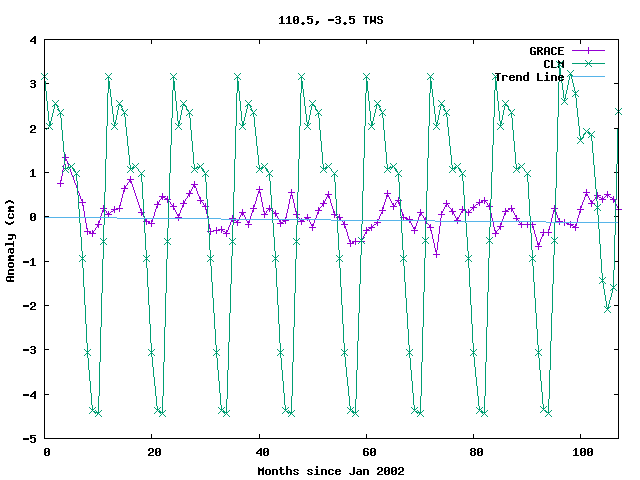 110.5, -3.5 TWS
GRACE
CLM
Trend Line
4
3
2
1
0
-1
-2
-3
-4
-5
Anomaly (cm)
0 20 40 60 80 100
Months since Jan 2002